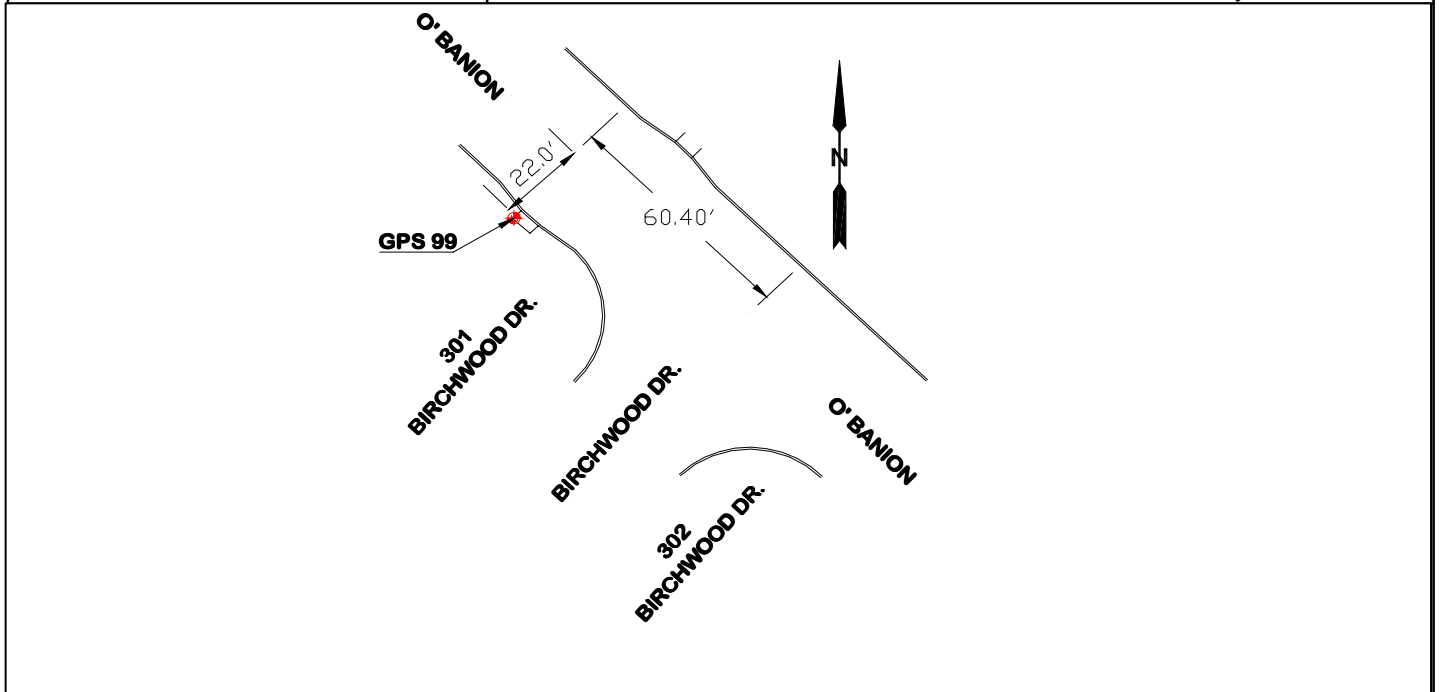 O' BANION
22.0'
N
60.40'
GPS 99
301
BIRCHWOOD DR.
BIRCHWOOD DR.
O' BANION
302
BIRCHWOOD DR.